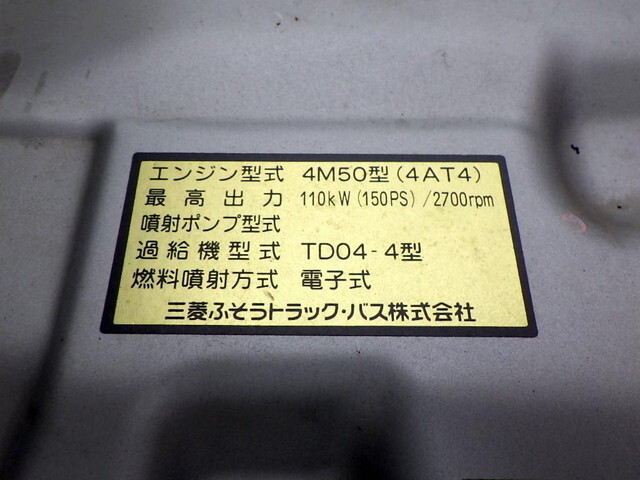 エンジン型式 4M50型(4AT4)
最高出力 110kW(150PS)/2700rpm
噴射ポンプ型式
過給機型式 TD04-4型
燃料噴射方式 電子式
三菱ふそうトラック・バス株式会社